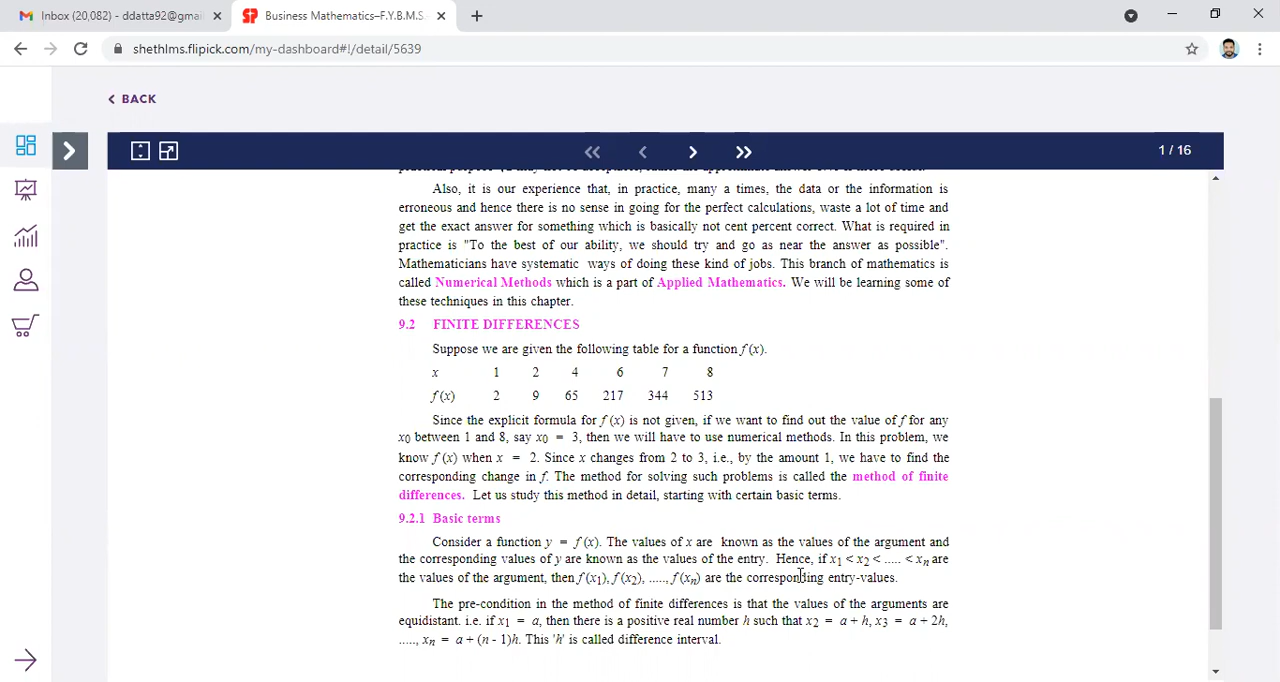 Inbox (20,082) - ddatta92@gmai
Business Mathematics–F.Y.B.M.S.
shethlms.flipick.com/my-dashboard#!/detail/5639
BACK
1 / 16
Also, it is our experience that, in practice, many a times, the data or the information is
erroneous and hence there is no sense in going for the perfect calculations, waste a lot of time and
get the exact answer for something which is basically not cent percent correct. What is required in
practice is "To the best of our ability, we should try and go as near the answer as possible".
Mathematicians have systematic ways of doing these kind of jobs. This branch of mathematics is
called Numerical Methods which is a part of Applied Mathematics. We will be learning some of
these techniques in this chapter.
9.2 FINITE DIFFERENCES
Suppose we are given the following table for a function f (x).
x 1 2 4 6 7 8
f (x) 2 9 65 217 344 513
Since the explicit formula for f (x) is not given, if we want to find out the value of f for any
x0 between 1 and 8, say x0 = 3, then we will have to use numerical methods. In this problem, we
know f (x) when x = 2. Since x changes from 2 to 3, i.e., by the amount 1, we have to find the
corresponding change in f. The method for solving such problems is called the method of finite
differences. Let us study this method in detail, starting with certain basic terms.
9.2.1 Basic terms
Consider a function y = f (x). The values of x are known as the values of the argument and
the corresponding values of y are known as the values of the entry. Hence, if x1 < x2 < ..... < xn are
the values of the argument, then f (x1), f (x2), ....., f (xn) are the corresponding entry-values.
The pre-condition in the method of finite differences is that the values of the arguments are
equidistant. i.e. if x1 = a, then there is a positive real number h such that x2 = a + h, x3 = a + 2h,
....., xn = a + (n - 1)h. This 'h' is called difference interval.